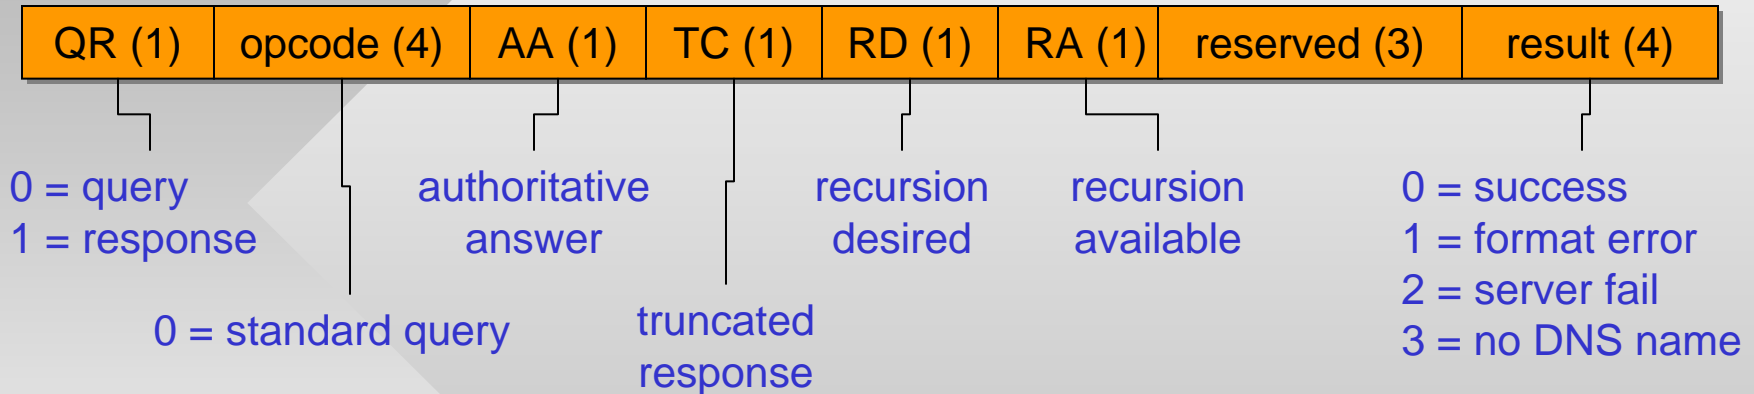 QR (1) opcode (4) AA (1) TC (1) RD (1) RA (1) reserved (3) result (4)
0 = query
1 = response
0 = standard query
authoritative
answer
truncated
response
recursion
desired
recursion
available
0 = success
1 = format error
2 = server fail
3 = no DNS name